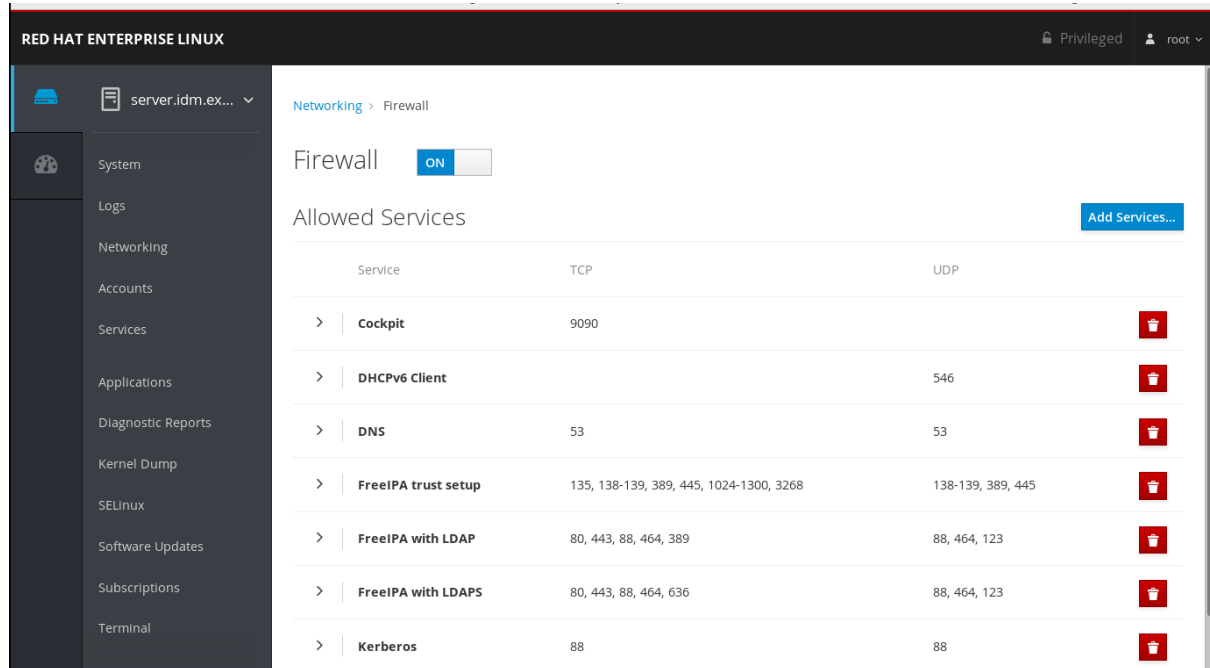 RED HAT ENTERPRISE LINUX
Privileged
root
server.idm.ex...
System
Logs
Networking
Accounts
Services
Applications
Diagnostic Reports
Kernel Dump
SELinux
Software Updates
Subscriptions
Terminal
Networking > Firewall
Firewall ON
Allowed Services
Add Services...
Service TCP UDP
Cockpit 9090
DHCPv6 Client 546
DNS 53 53
FreeIPA trust setup 135, 138-139, 389, 445, 1024-1300, 3268 138-139, 389, 445
FreeIPA with LDAP 80, 443, 88, 464, 389 88, 464, 123
FreeIPA with LDAPS 80, 443, 88, 464, 636 88, 464, 123
Kerberos 88 88